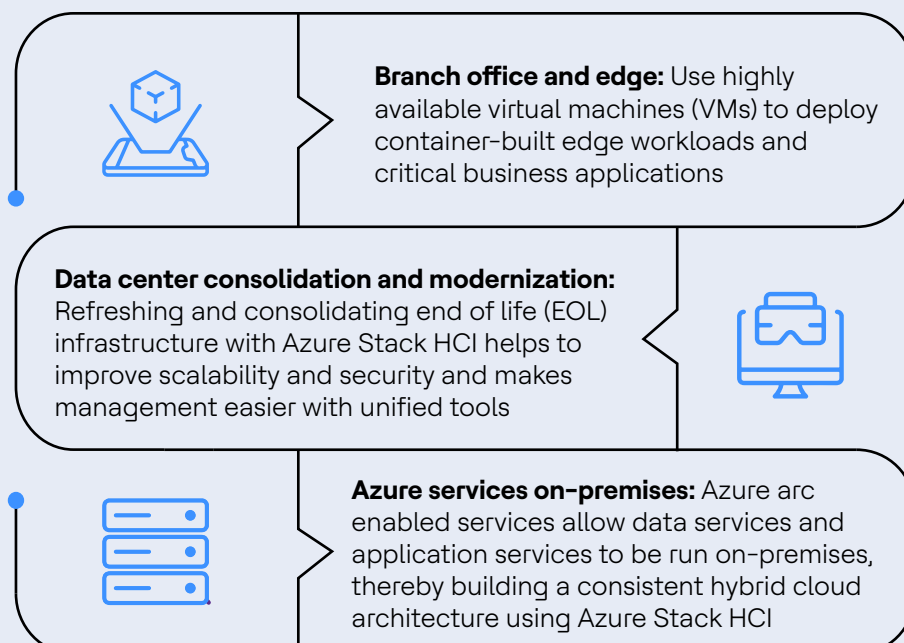 Branch office and edge: Use highly
available virtual machines (VMs) to deploy
container-built edge workloads and
critical business applications
Data center consolidation and modernization:
Refreshing and consolidating end of life (EOL)
infrastructure with Azure Stack HCI helps to
improve scalability and security and makes
management easier with unified tools
Azure services on-premises: Azure arc
enabled services allow data services and
application services to be run on-premises,
thereby building a consistent hybrid cloud
architecture using Azure Stack HCI